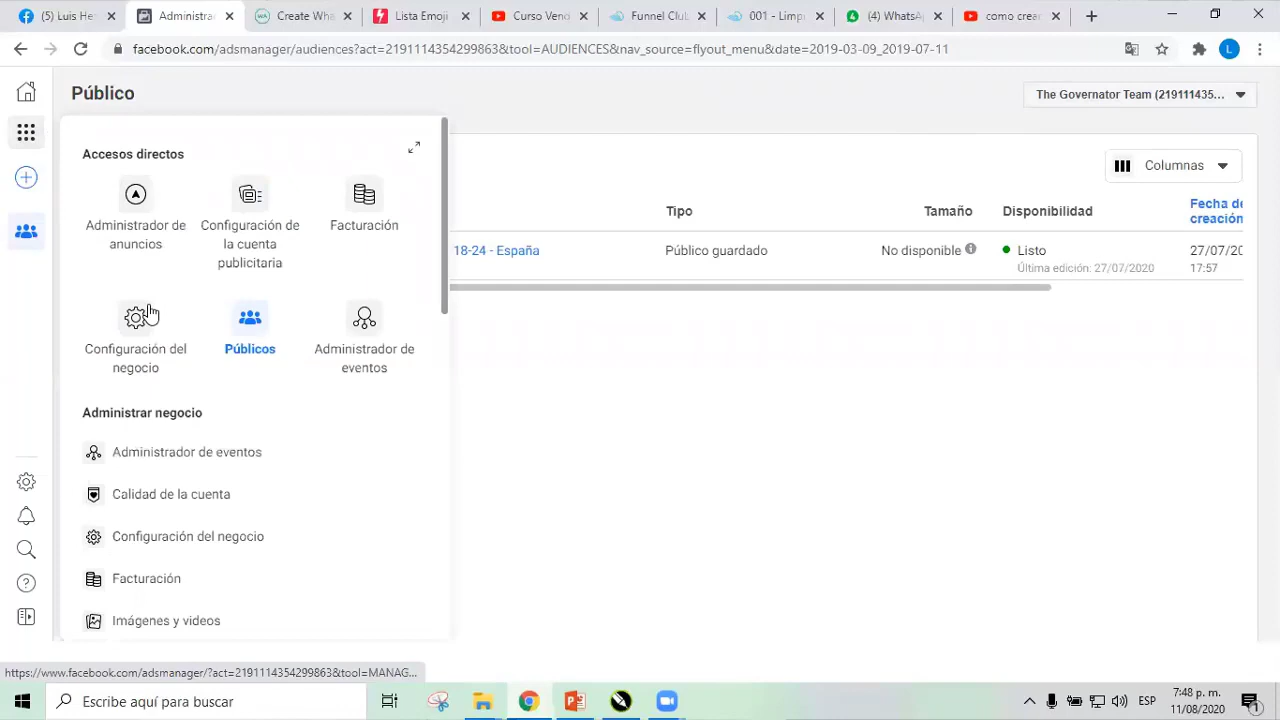 (5) Luis He
Administra
Create Wha
Lista Emoji
Curso Vend
Funnel Club
001 - Limp
(4) WhatsA
como crear
facebook.com/adsmanager/audiences?act=2191114354299863&tool=AUDIENCES&nav_source=flyout_menu&date=2019-03-09_2019-07-11
L
Público
The Governator Team (219111435...
Accesos directos
Administrador de
anuncios
Configuración de
la cuenta
publicitaria
Facturación
Configuración del
negocio
Públicos
Administrador de
eventos
Columnas
Tipo
Tamaño
Disponibilidad
Fecha de
creación
18-24 - España
Público guardado
No disponible
Listo
Última edición: 27/07/2020
27/07/20
17:57
Administrar negocio
Administrador de eventos
Calidad de la cuenta
Configuración del negocio
Facturación
Imágenes y videos
https://www.facebook.com/adsmanager/?act=2191114354299863&tool=MANAG...
Escribe aquí para buscar
ESP
7:48 p. m.
11/08/2020
1